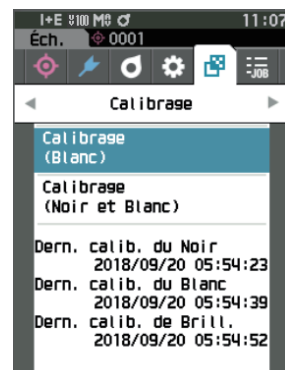 I+E 11:07
Éch. 0001
-JOB
Calibrage
Calibrage
(Blanc)
Calibrage
(Noir et Blanc)
Dern. calib. du Noir
2018/09/20 05:54:23
Dern. calib. du Blanc
2018/09/20 05:54:39
Dern. calib. de Brill.
2018/09/20 05:54:52